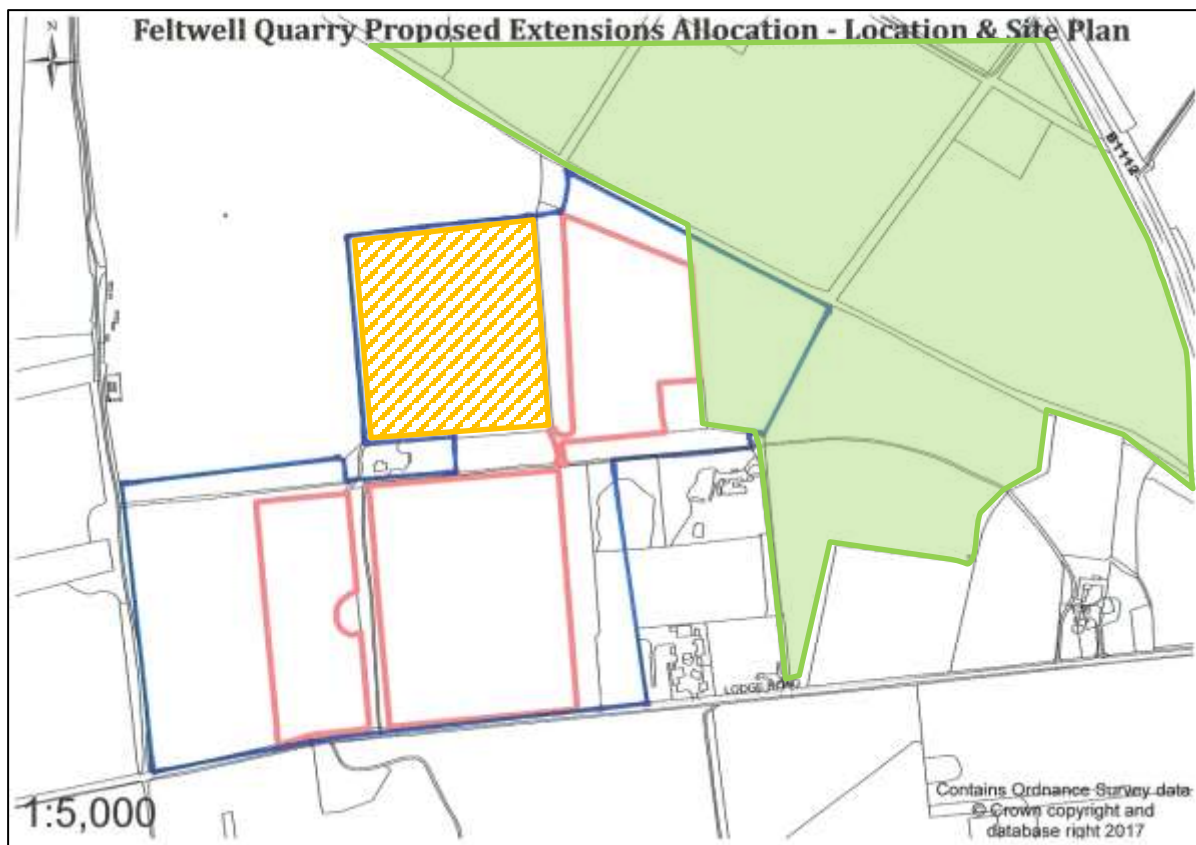 Feltwell Quarry Proposed Extensions Allocation - Location & Site Plan
N
B1112
LODGE ROAD
1:5,000
Contains Ordnance Survey data
© Crown copyright and
database right 2017